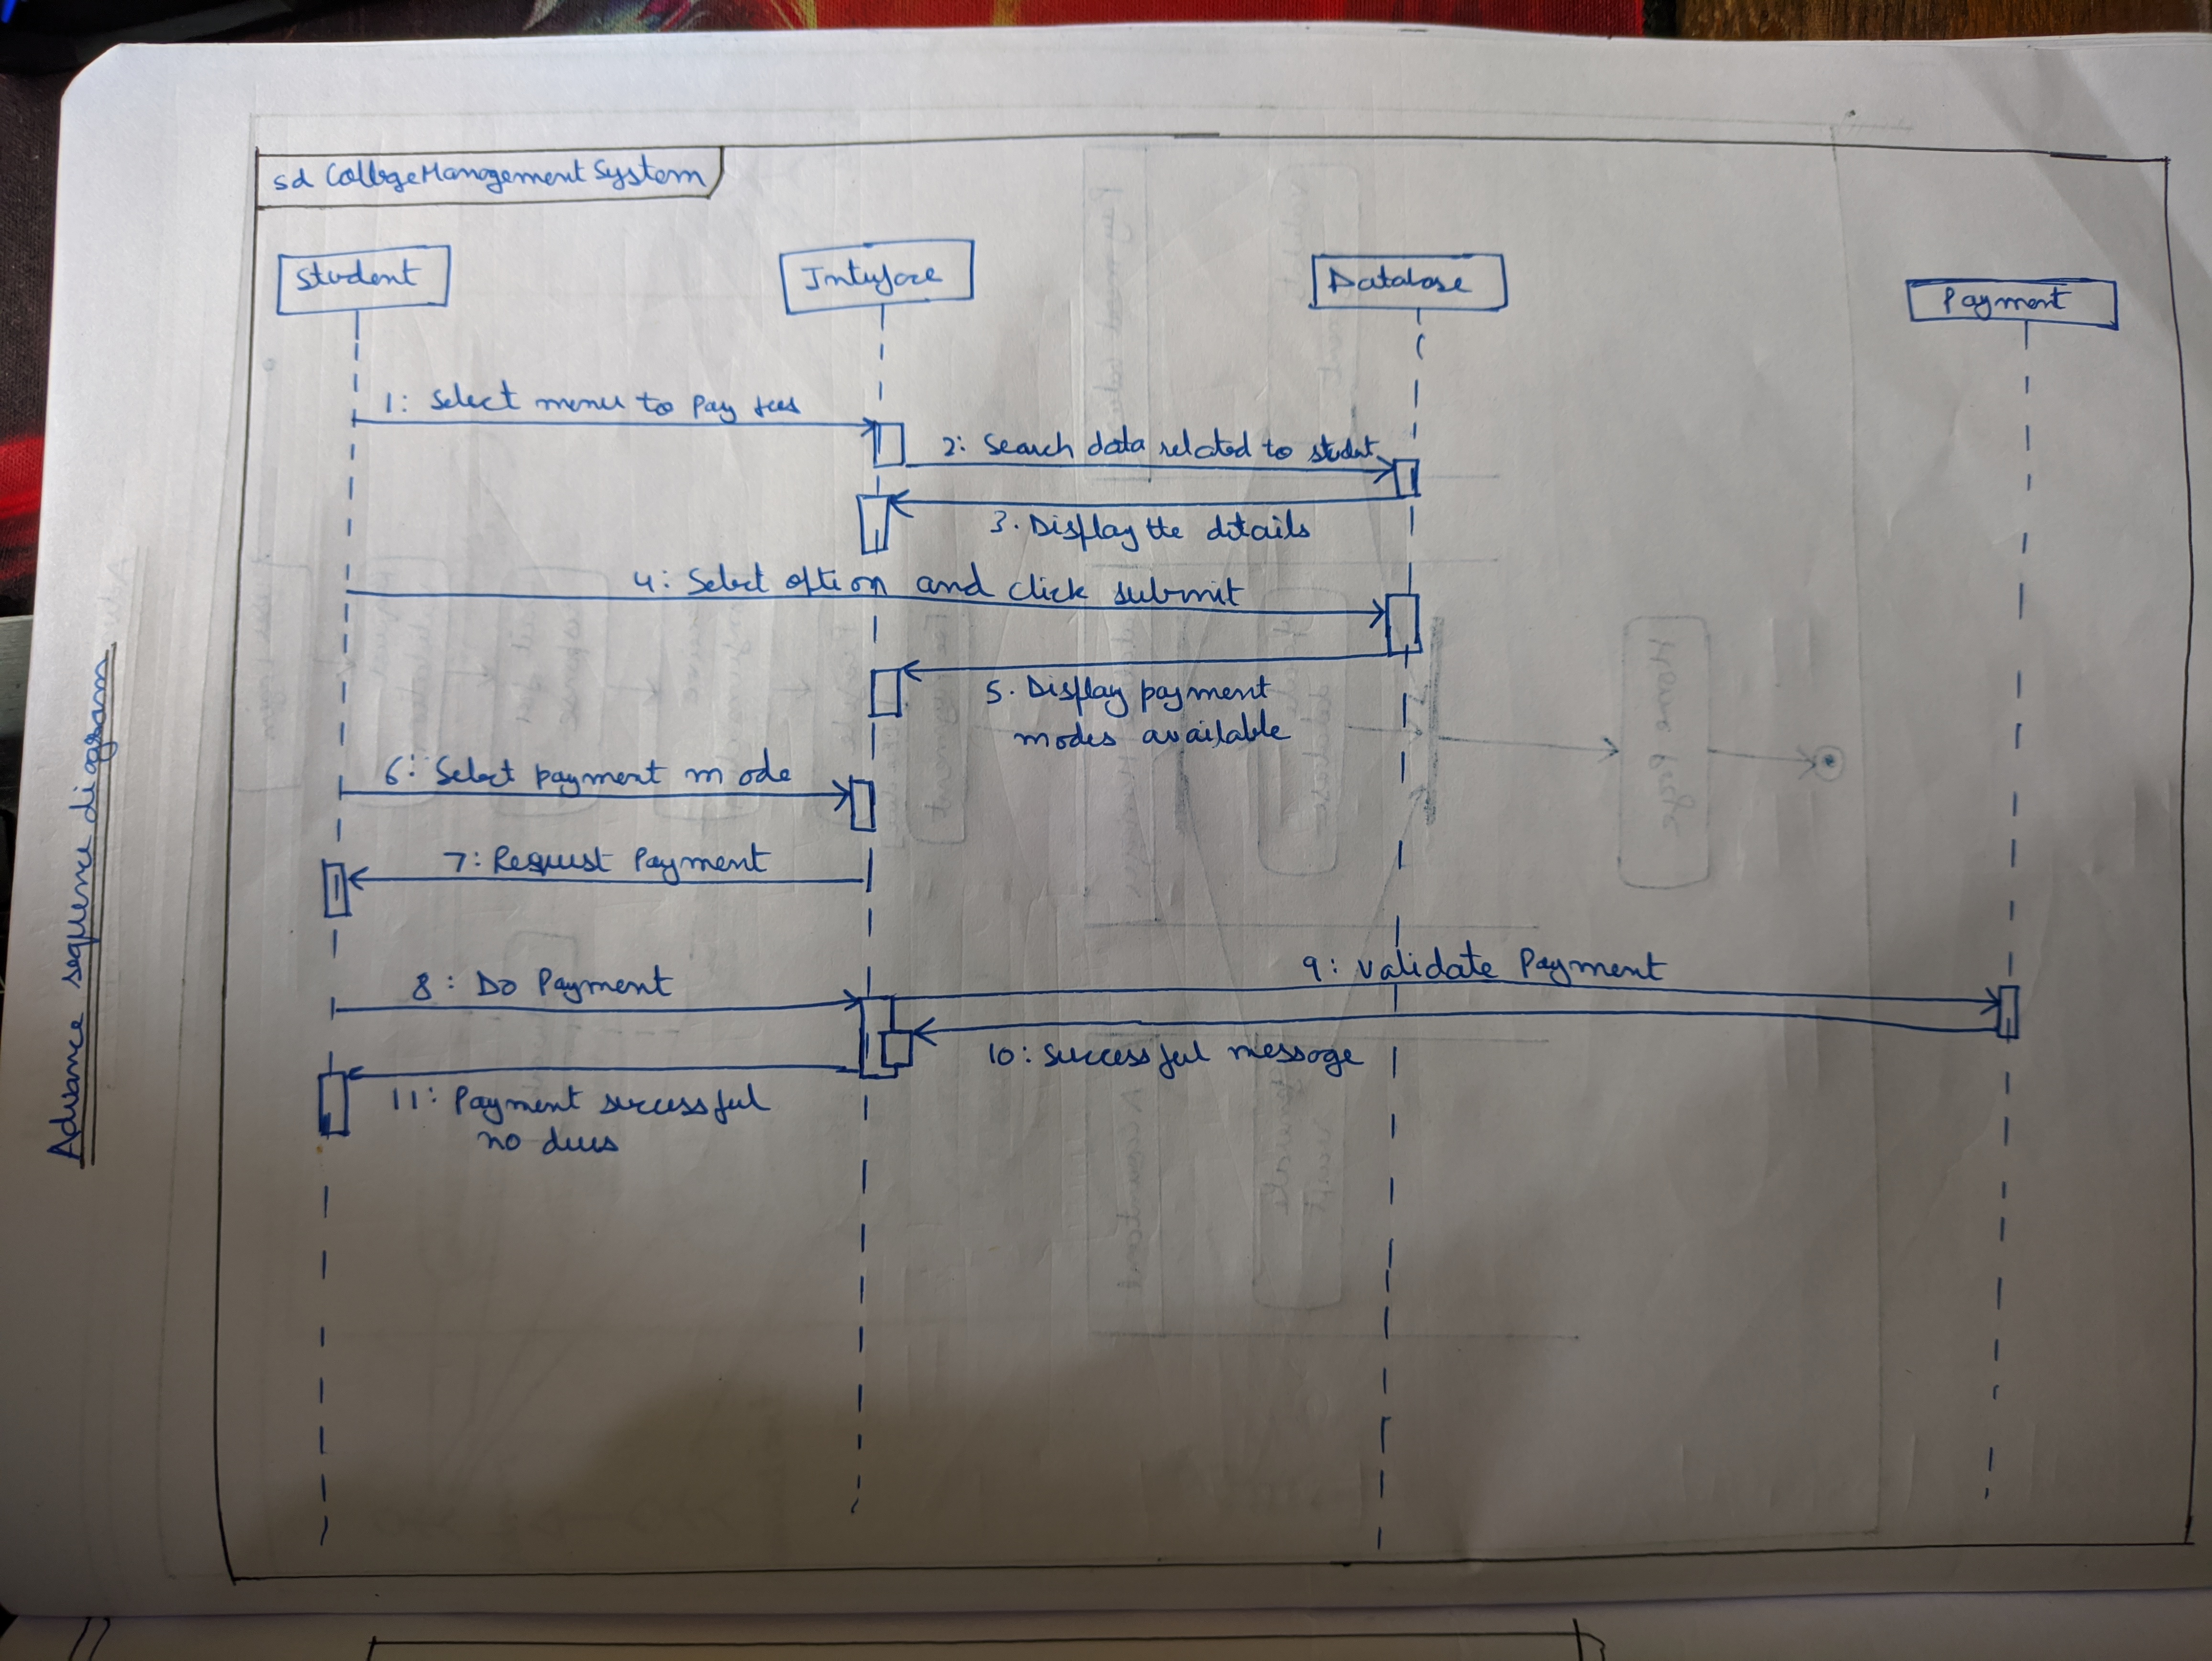 sd CollegeManagementSystem
Student
Interface
Database
Payment
1: Select menu to Pay fees
2: Search data related to student
3. Display the details
4: Select option and click submit
5. Display payment
modes available
6: Select payment mode
7: Request Payment
8: Do Payment
9: Validate Payment
10: Successful message
11: Payment successful
no dues
Advance sequence diagram